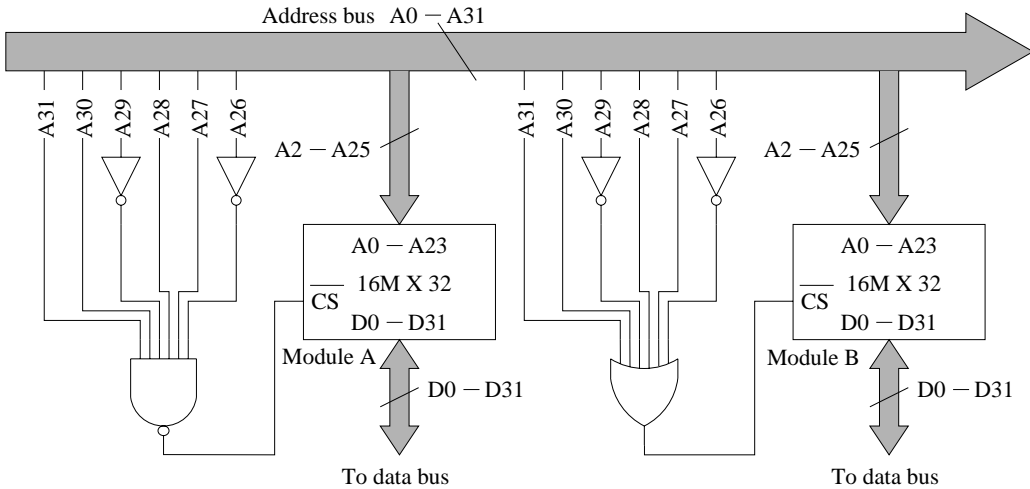 Address bus A0 − A31
A31 A30 A29 A28 A27 A26
A2 − A25
A31 A30 A29 A28 A27 A26
A2 − A25
A0 − A23
CS 16M X 32
D0 − D31
A0 − A23
CS 16M X 32
D0 − D31
Module A
D0 − D31
Module B
D0 − D31
To data bus
To data bus